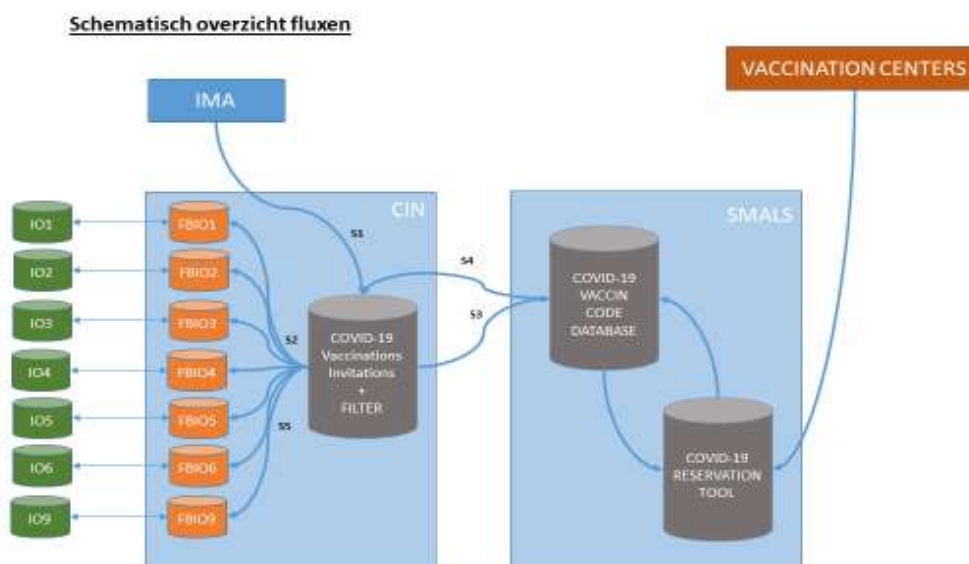 Schematisch overzicht fluxen
VACCINATION CENTERS
IMA
CIN
SMALS
IO1
IO2
IO3
IO4
IO5
IO6
IO9
FBIO1
FBIO2
FBIO3
FBIO4
FBIO5
FBIO6
FBIO9
S1
S2
S5
S4
S3
COVID-19
Vaccinations
Invitations
+
FILTER
COVID-19
VACCIN
CODE
DATABASE
COVID-19
RESERVATION
TOOL